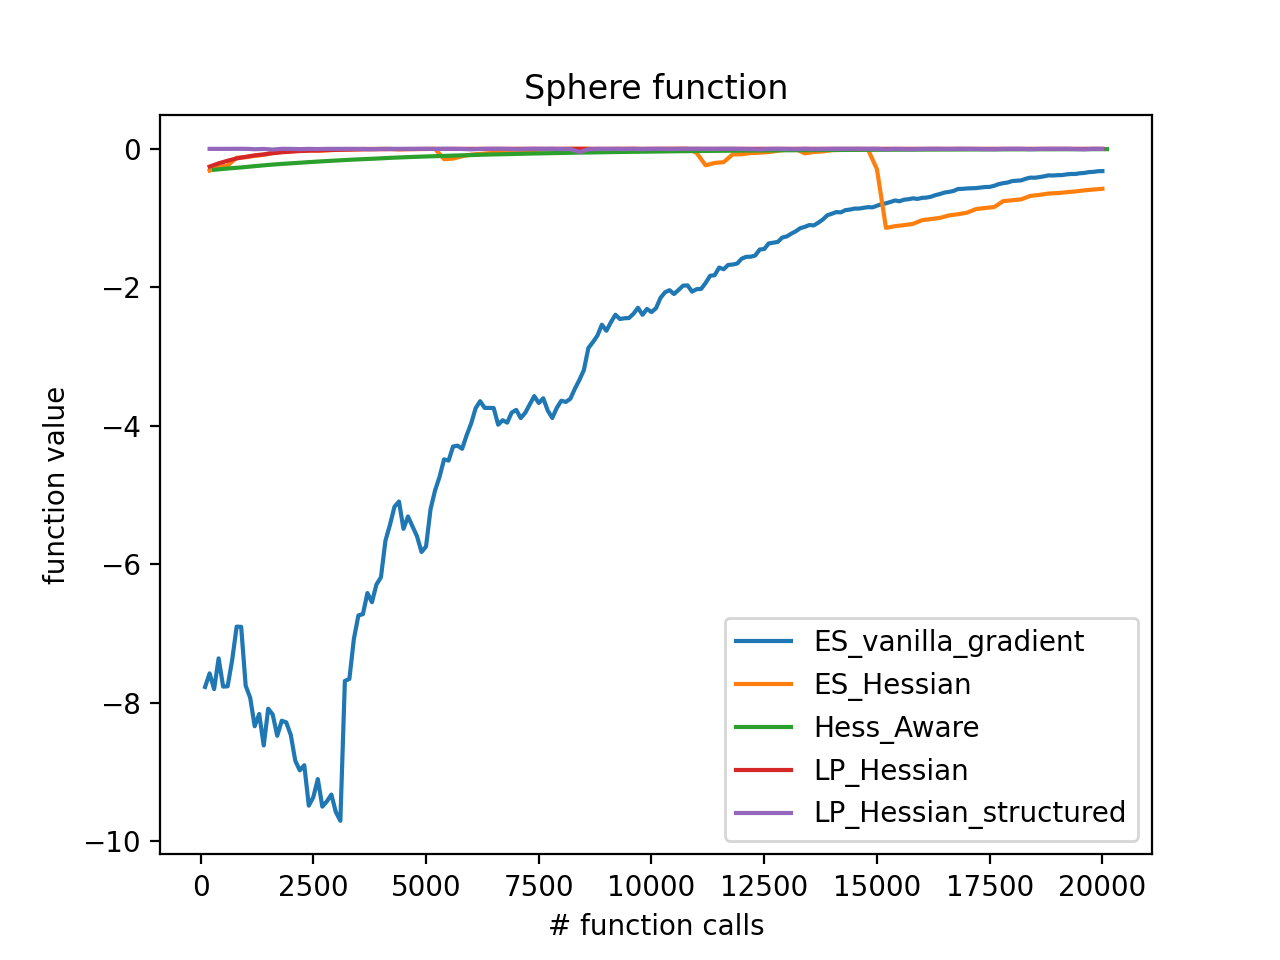 Sphere function
function value
0
−2
−4
−6
−8
−10
ES_vanilla_gradient
ES_Hessian
Hess_Aware
LP_Hessian
LP_Hessian_structured
0 2500 5000 7500 10000 12500 15000 17500 20000
# function calls